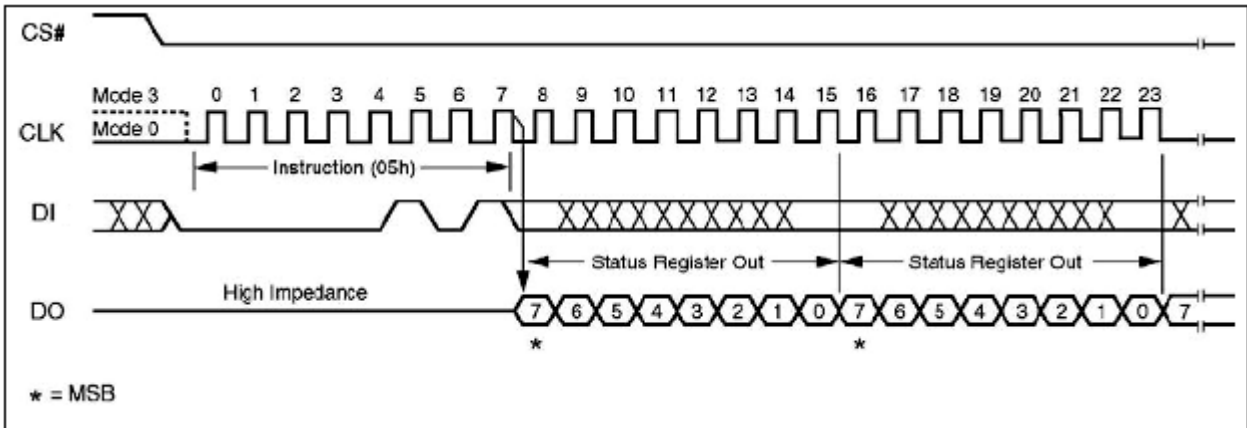 CS#
Mode 3 0 1 2 3 4 5 6 7 8 9 10 11 12 13 14 15 16 17 18 19 20 21 22 23
CLK Mode 0
Instruction (05h)
DI
Status Register Out Status Register Out
High Impedance
DO 7 6 5 4 3 2 1 0 7 6 5 4 3 2 1 0 7
* *
* = MSB